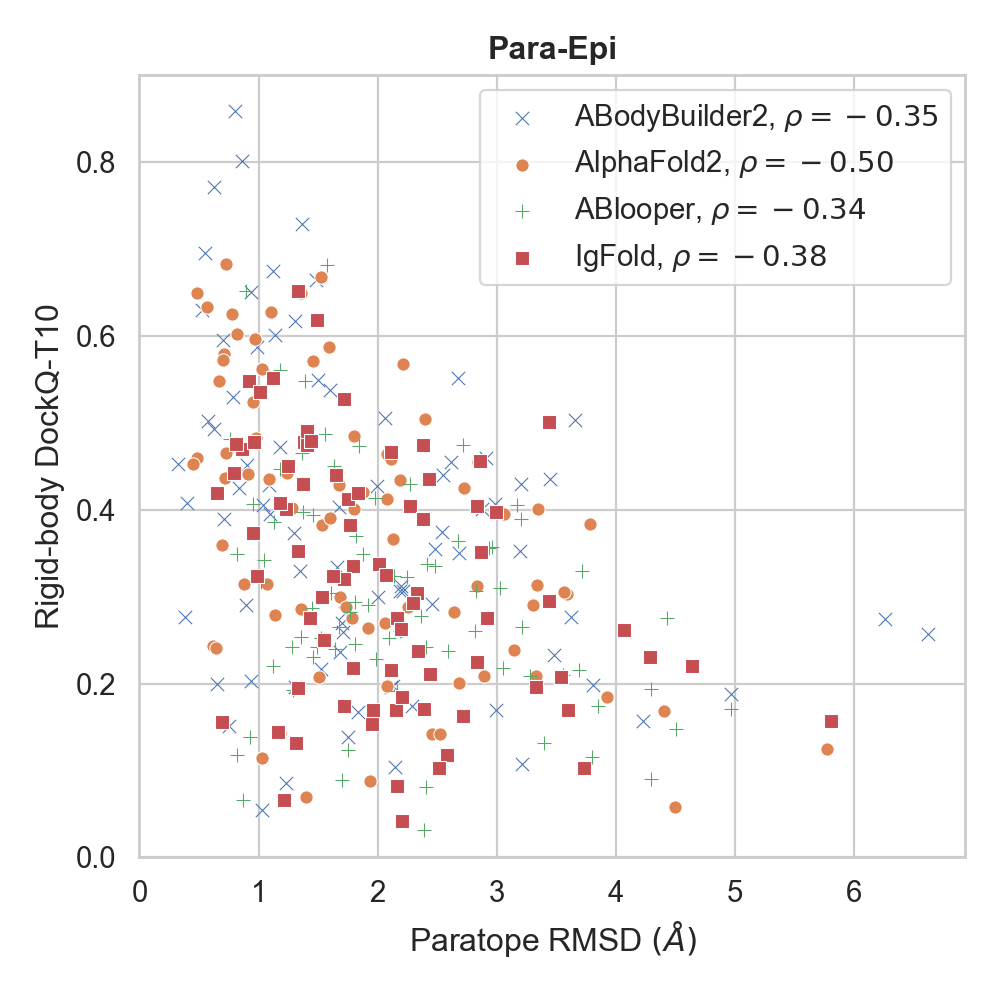 Para-Epi
ABodyBuilder2, ρ = −0.35
AlphaFold2, ρ = −0.50
ABlooper, ρ = −0.34
IgFold, ρ = −0.38
Rigid-body DockQ-T10
0.8
0.6
0.4
0.2
0.0
0 1 2 3 4 5 6
Paratope RMSD (Å)